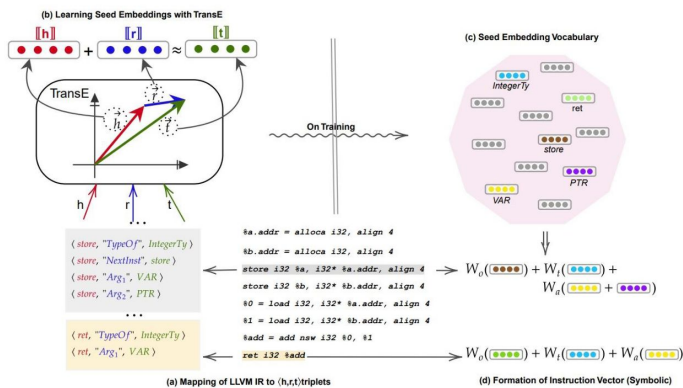 (b) Learning Seed Embeddings with TransE
⟦h⟧ ⟦r⟧ ⟦t⟧
+ ≈
TransE
h r t
h r t
...
⟨ store, "TypeOf", IntegerTy ⟩
⟨ store, "NextInst", store ⟩
⟨ store, "Arg₁", VAR ⟩
⟨ store, "Arg₂", PTR ⟩
...
⟨ ret, "TypeOf", IntegerTy ⟩
⟨ ret, "Arg₁", VAR ⟩
On Training
%a.addr = alloca i32, align 4
%b.addr = alloca i32, align 4
store i32 %a, i32* %a.addr, align 4
store i32 %b, i32* %b.addr, align 4
%0 = load i32, i32* %a.addr, align 4
%1 = load i32, i32* %b.addr, align 4
%add = add nsw i32 %0, %1
ret i32 %add
(a) Mapping of LLVM IR to ⟨h,r,t⟩triplets
(c) Seed Embedding Vocabulary
IntegerTy
ret
store
PTR
VAR
Wₒ( ) + Wₜ( ) +
Wₐ( + )
Wₒ( ) + Wₜ( ) + Wₐ( )
(d) Formation of Instruction Vector (Symbolic)